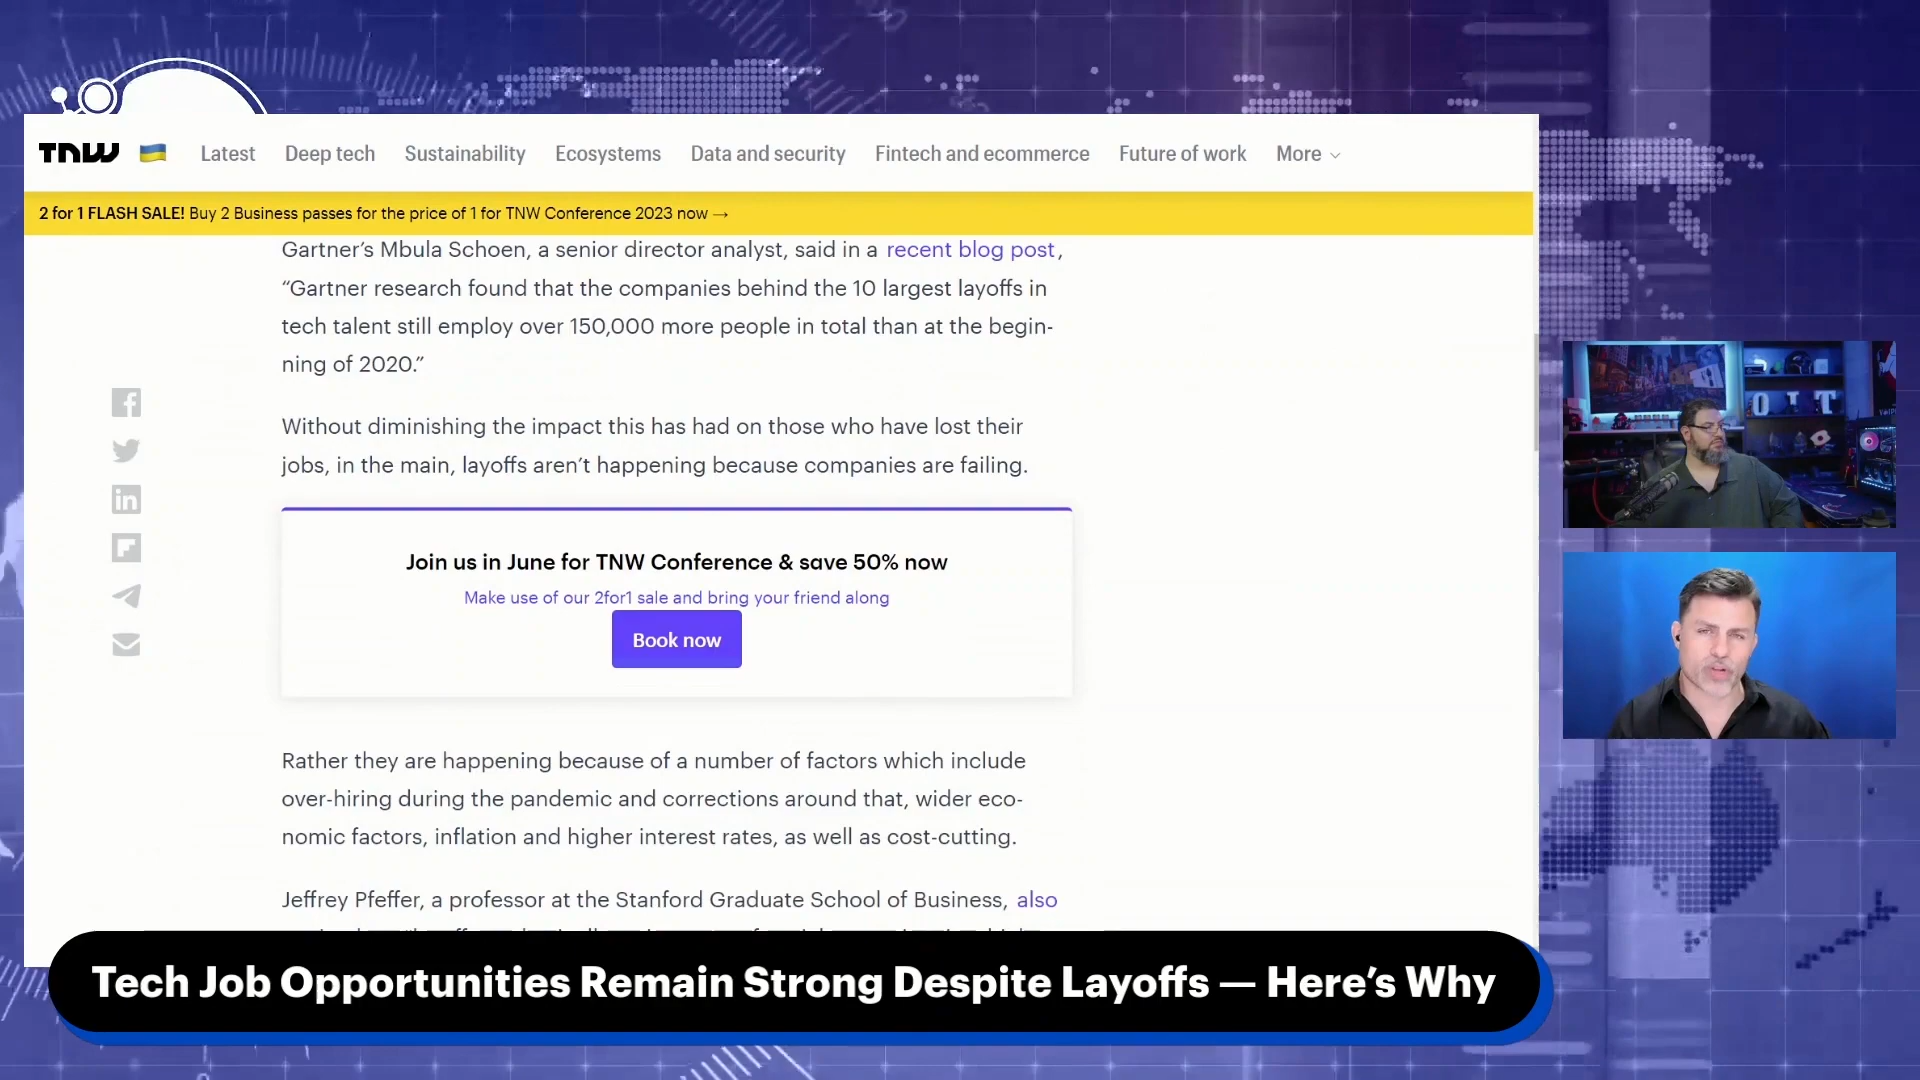 TNW
Latest Deep tech Sustainability Ecosystems Data and security Fintech and ecommerce Future of work More
2 for 1 FLASH SALE! Buy 2 Business passes for the price of 1 for TNW Conference 2023 now →
Gartner’s Mbula Schoen, a senior director analyst, said in a recent blog post,
“Gartner research found that the companies behind the 10 largest layoffs in
tech talent still employ over 150,000 more people in total than at the begin-
ning of 2020.”
Without diminishing the impact this has had on those who have lost their
jobs, in the main, layoffs aren’t happening because companies are failing.
Join us in June for TNW Conference & save 50% now
Make use of our 2for1 sale and bring your friend along
Book now
Rather they are happening because of a number of factors which include
over-hiring during the pandemic and corrections around that, wider eco-
nomic factors, inflation and higher interest rates, as well as cost-cutting.
Jeffrey Pfeffer, a professor at the Stanford Graduate School of Business, also
Tech Job Opportunities Remain Strong Despite Layoffs — Here’s Why
OIT